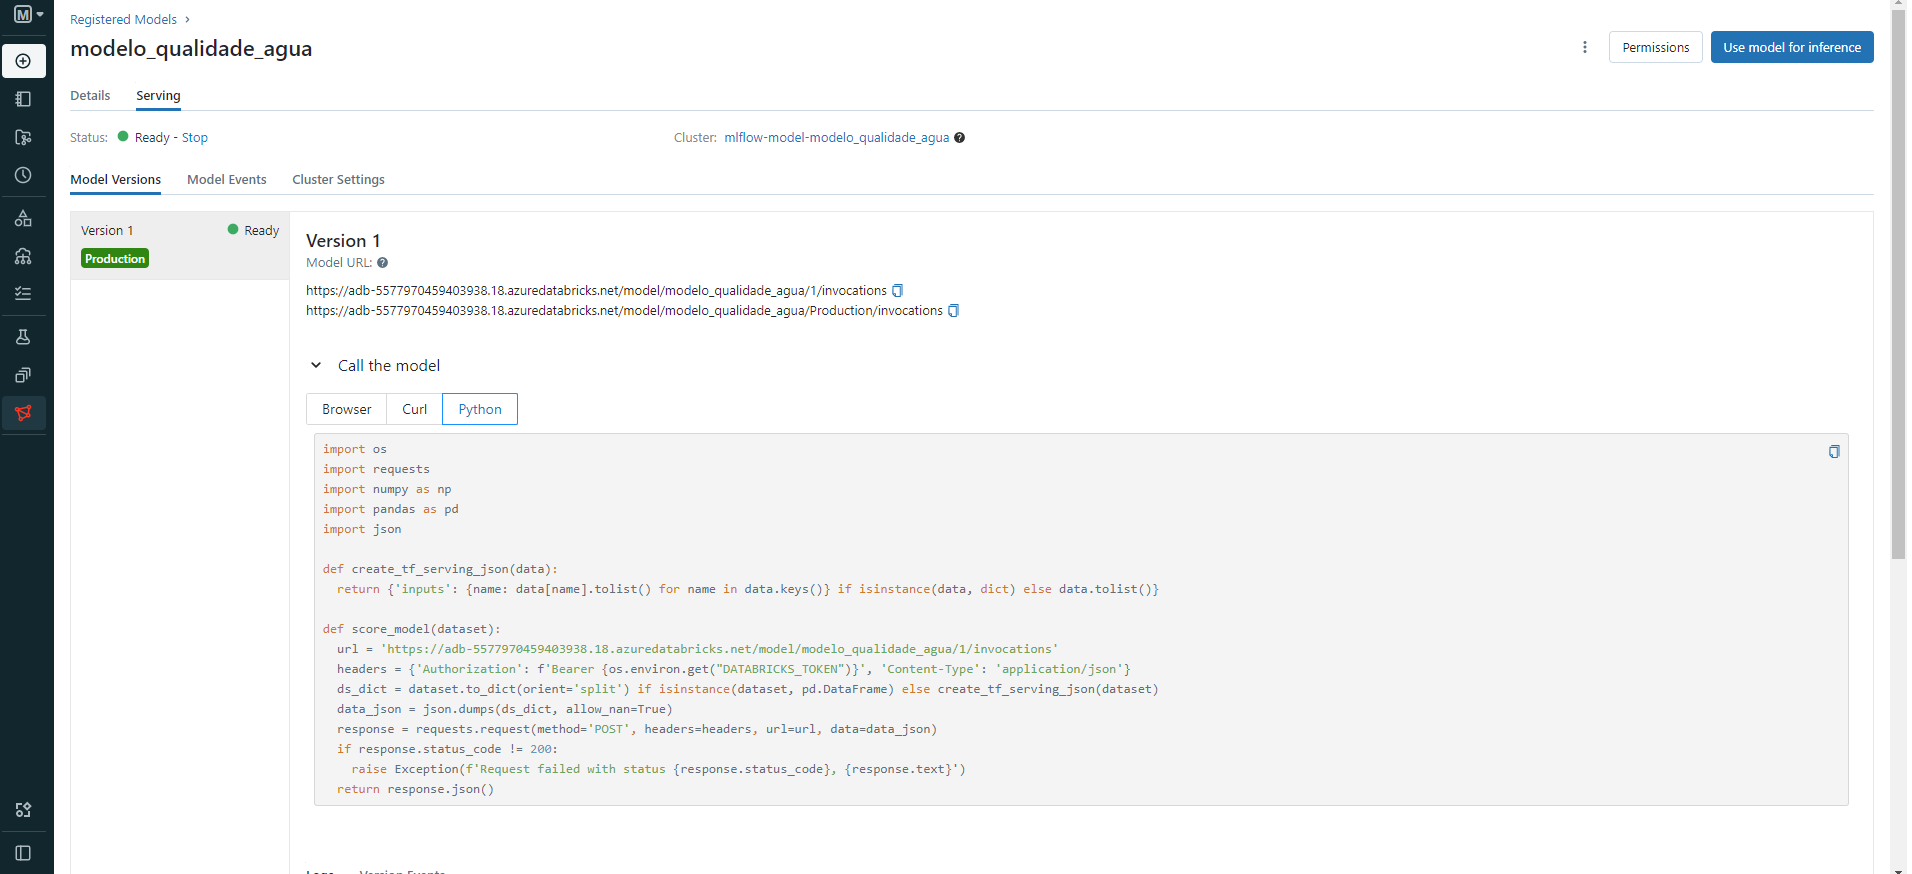 M
Registered Models ›
modelo_qualidade_agua
Permissions
Use model for inference
Details
Serving
Status: Ready - Stop
Cluster: mlflow-model-modelo_qualidade_agua
Model Versions
Model Events
Cluster Settings
Version 1
Ready
Production
Version 1
Model URL:
https://adb-5577970459403938.18.azuredatabricks.net/model/modelo_qualidade_agua/1/invocations
https://adb-5577970459403938.18.azuredatabricks.net/model/modelo_qualidade_agua/Production/invocations
Call the model
Browser
Curl
Python
import os
import requests
import numpy as np
import pandas as pd
import json
def create_tf_serving_json(data):
  return {'inputs': {name: data[name].tolist() for name in data.keys()} if isinstance(data, dict) else data.tolist()}
def score_model(dataset):
  url = 'https://adb-5577970459403938.18.azuredatabricks.net/model/modelo_qualidade_agua/1/invocations'
  headers = {'Authorization': f'Bearer {os.environ.get("DATABRICKS_TOKEN")}', 'Content-Type': 'application/json'}
  ds_dict = dataset.to_dict(orient='split') if isinstance(dataset, pd.DataFrame) else create_tf_serving_json(dataset)
  data_json = json.dumps(ds_dict, allow_nan=True)
  response = requests.request(method='POST', headers=headers, url=url, data=data_json)
  if response.status_code != 200:
    raise Exception(f'Request failed with status {response.status_code}, {response.text}')
  return response.json()
Logs
Version Events